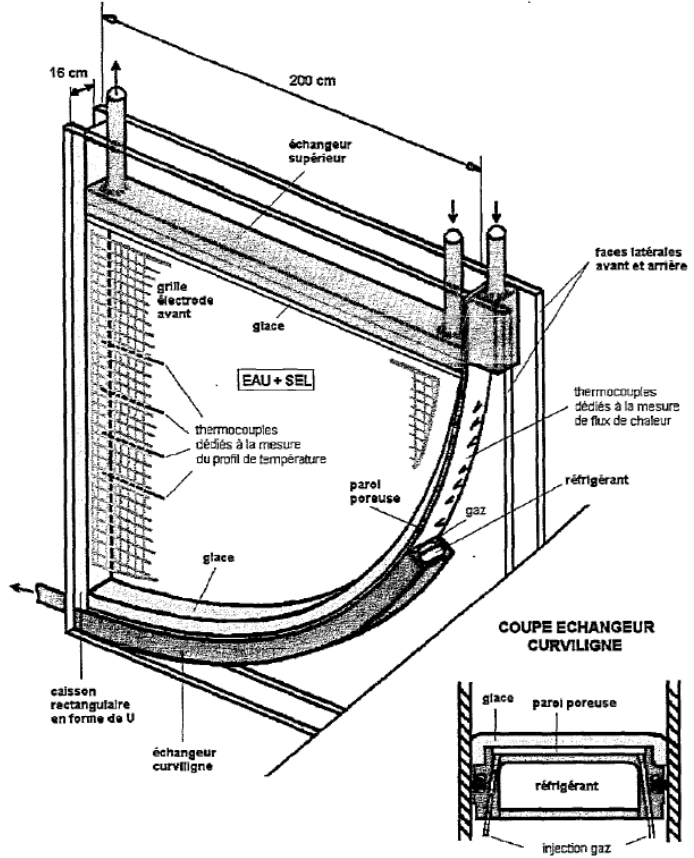 16 cm
200 cm
échangeur
supérieur
faces latérales
avant et arrière
grille
électrode
avant
glace
EAU + SEL
thermocouples
dédiés à la mesure
de flux de chaleur
thermocouples
dédiés à la mesure
du profil de température
paroi
poreuse
réfrigérant
gaz
glace
COUPE ECHANGEUR
CURVILIGNE
caisson
rectangulaire
en forme de U
échangeur
curviligne
glace
paroi poreuse
réfrigérant
injection gaz